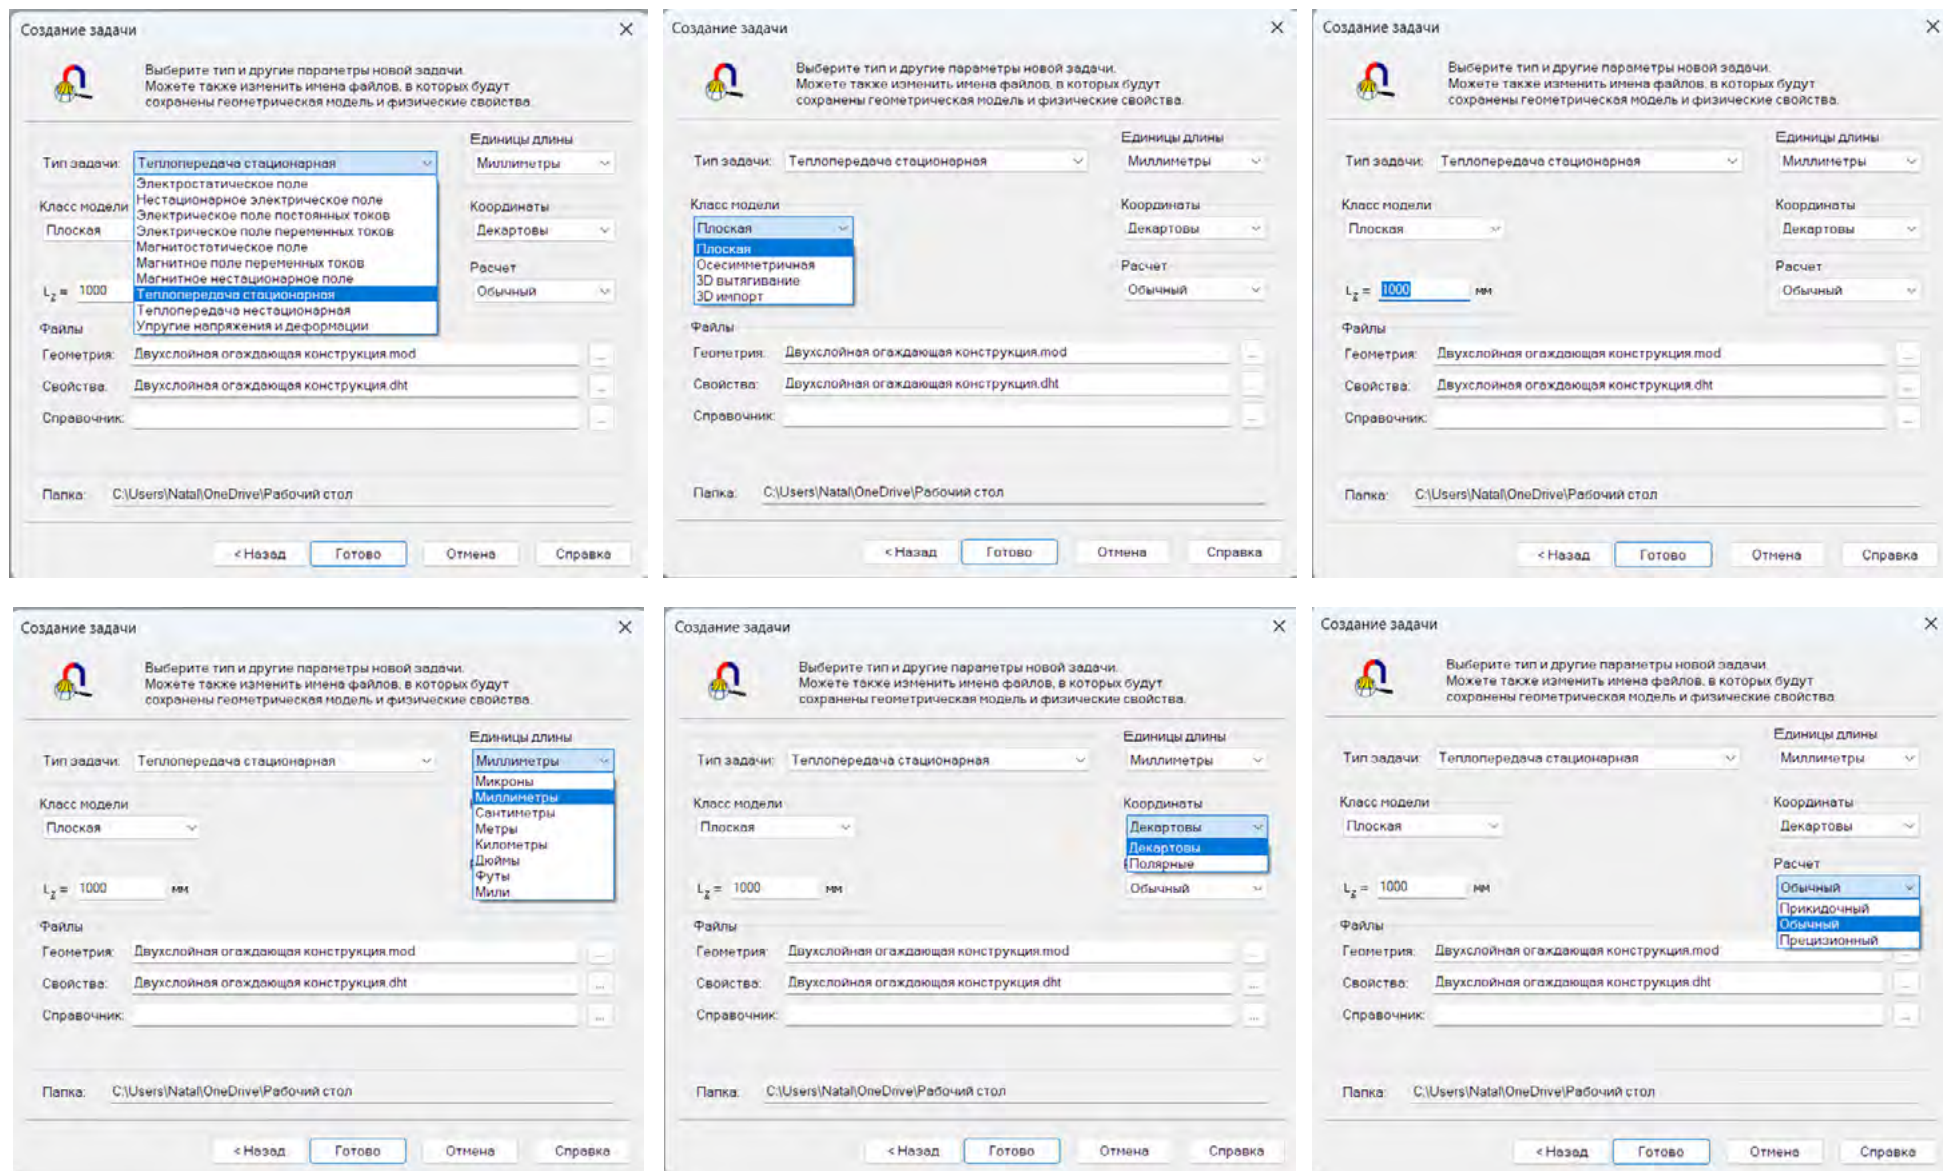 Создание задачи
Выберите тип и другие параметры новой задачи.
Можете также изменить имена файлов, в которых будут
сохранены геометрическая модель и физические свойства.
Единицы длины
Тип задачи: Теплопередача стационарная
Миллиметры
Электростатическое поле
Нестационарное электрическое поле
Электрическое поле постоянных токов
Электрическое поле переменных токов
Магнитостатическое поле
Магнитное поле переменных токов
Магнитное нестационарное поле
Теплопередача стационарная
Теплопередача нестационарная
Упругие напряжения и деформации
Класс модели
Плоская
Координаты
Декартовы
Расчет
Обычный
Lz = 1000
Файлы
Геометрия: Двухслойная огаждающая конструкция.mod ...
Свойства: Двухслойная огаждающая конструкция.dht ...
Справочник: ...
Папка: C:\Users\Natal\OneDrive\Рабочий стол
< Назад Готово Отмена Справка
Создание задачи
Выберите тип и другие параметры новой задачи.
Можете также изменить имена файлов, в которых будут
сохранены геометрическая модель и физические свойства.
Единицы длины
Тип задачи: Теплопередача стационарная
Миллиметры
Класс модели
Плоская
Плоская
Осесимметричная
3D вытягивание
3D импорт
Координаты
Декартовы
Расчет
Обычный
Файлы
Геометрия: Двухслойная огаждающая конструкция.mod ...
Свойства: Двухслойная огаждающая конструкция.dht ...
Справочник: ...
Папка: C:\Users\Natal\OneDrive\Рабочий стол
< Назад Готово Отмена Справка
Создание задачи
Выберите тип и другие параметры новой задачи.
Можете также изменить имена файлов, в которых будут
сохранены геометрическая модель и физические свойства.
Единицы длины
Тип задачи: Теплопередача стационарная
Миллиметры
Класс модели
Плоская
Координаты
Декартовы
Расчет
Обычный
Lz = 1000 мм
Файлы
Геометрия: Двухслойная огаждающая конструкция.mod ...
Свойства: Двухслойная огаждающая конструкция.dht ...
Справочник: ...
Папка: C:\Users\Natal\OneDrive\Рабочий стол
< Назад Готово Отмена Справка
Создание задачи
Выберите тип и другие параметры новой задачи.
Можете также изменить имена файлов, в которых будут
сохранены геометрическая модель и физические свойства.
Единицы длины
Тип задачи: Теплопередача стационарная
Миллиметры
Микроны
Миллиметры
Сантиметры
Метры
Километры
Дюймы
Футы
Мили
Класс модели
Плоская
Lz = 1000 мм
Файлы
Геометрия: Двухслойная огаждающая конструкция.mod ...
Свойства: Двухслойная огаждающая конструкция.dht ...
Справочник: ...
Папка: C:\Users\Natal\OneDrive\Рабочий стол
< Назад Готово Отмена Справка
Создание задачи
Выберите тип и другие параметры новой задачи.
Можете также изменить имена файлов, в которых будут
сохранены геометрическая модель и физические свойства.
Единицы длины
Тип задачи: Теплопередача стационарная
Миллиметры
Класс модели
Плоская
Координаты
Декартовы
Декартовы
Полярные
Обычный
Lz = 1000 мм
Файлы
Геометрия: Двухслойная огаждающая конструкция.mod ...
Свойства: Двухслойная огаждающая конструкция.dht ...
Справочник: ...
Папка: C:\Users\Natal\OneDrive\Рабочий стол
< Назад Готово Отмена Справка
Создание задачи
Выберите тип и другие параметры новой задачи.
Можете также изменить имена файлов, в которых будут
сохранены геометрическая модель и физические свойства.
Единицы длины
Тип задачи: Теплопередача стационарная
Миллиметры
Класс модели
Плоская
Координаты
Декартовы
Расчет
Обычный
Прикидочный
Обычный
Прецизионный
Lz = 1000 мм
Файлы
Геометрия: Двухслойная огаждающая конструкция.mod ...
Свойства: Двухслойная огаждающая конструкция.dht ...
Справочник: ...
Папка: C:\Users\Natal\OneDrive\Рабочий стол
< Назад Готово Отмена Справка